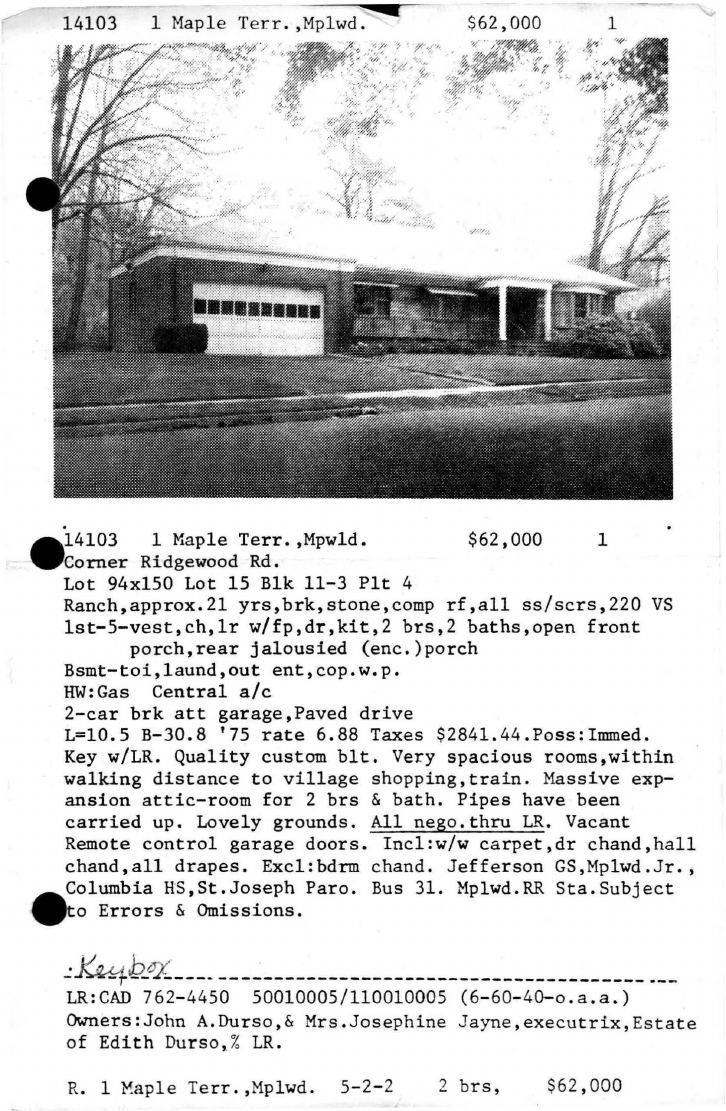 14103 1 Maple Terr.,Mplwd. $62,000 1
14103 1 Maple Terr.,Mpwld. $62,000 1
Corner Ridgewood Rd.
Lot 94x150 Lot 15 Blk 11-3 Plt 4
Ranch,approx.21 yrs,brk,stone,comp rf,all ss/scrs,220 VS
1st-5-vest,ch,lr w/fp,dr,kit,2 brs,2 baths,open front
porch,rear jalousied (enc.)porch
Bsmt-toi,laund,out ent,cop.w.p.
HW:Gas Central a/c
2-car brk att garage,Paved drive
L=10.5 B-30.8 '75 rate 6.88 Taxes $2841.44.Poss:Immed.
Key w/LR. Quality custom blt. Very spacious rooms,within
walking distance to village shopping,train. Massive exp-
ansion attic-room for 2 brs & bath. Pipes have been
carried up. Lovely grounds. All nego.thru LR. Vacant
Remote control garage doors. Incl:w/w carpet,dr chand,hall
chand,all drapes. Excl:bdrm chand. Jefferson GS,Mplwd.Jr.,
Columbia HS,St.Joseph Paro. Bus 31. Mplwd.RR Sta.Subject
to Errors & Omissions.
Keybox
LR:CAD 762-4450 50010005/110010005 (6-60-40-o.a.a.)
Owners:John A.Durso,& Mrs.Josephine Jayne,executrix,Estate
of Edith Durso,% LR.
R. 1 Maple Terr.,Mplwd. 5-2-2 2 brs, $62,000